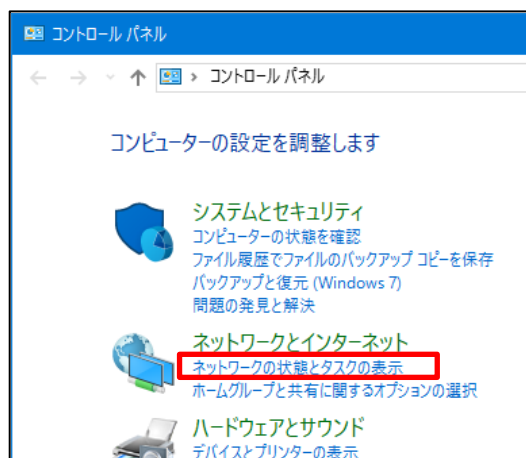 コントロール パネル
コントロール パネル
コンピューターの設定を調整します
システムとセキュリティ
コンピューターの状態を確認
ファイル履歴でファイルのバックアップ コピーを保存
バックアップと復元 (Windows 7)
問題の発見と解決
ネットワークとインターネット
ネットワークの状態とタスクの表示
ホームグループと共有に関するオプションの選択
ハードウェアとサウンド
デバイスとプリンターの表示